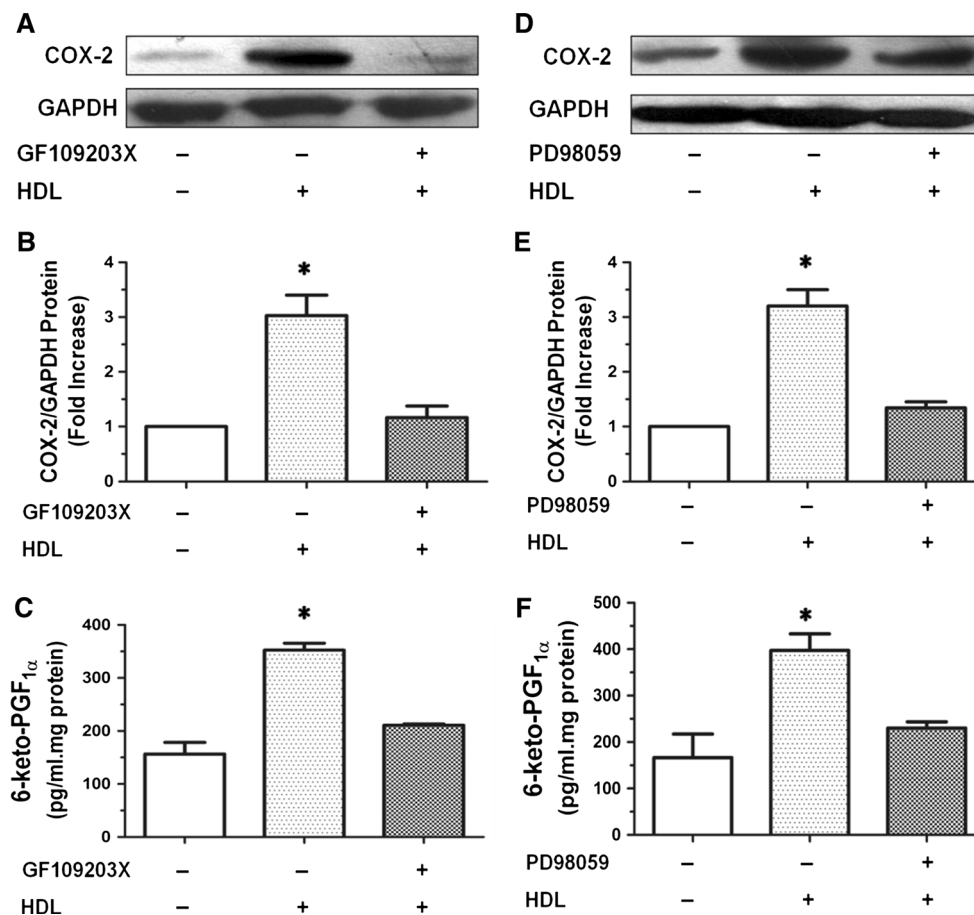 A
COX-2
GAPDH
GF109203X – – +
HDL – + +
B
COX-2/GAPDH Protein
(Fold Increase)
4
3
2
1
0
*
GF109203X – – +
HDL – + +
C
6-keto-PGF1α
(pg/ml.mg protein)
400
300
200
100
0
*
GF109203X – – +
HDL – + +
D
COX-2
GAPDH
PD98059 – – +
HDL – + +
E
COX-2/GAPDH Protein
(Fold Increase)
4
3
2
1
0
*
PD98059 – – +
HDL – + +
F
6-keto-PGF1α
(pg/ml.mg protein)
500
400
300
200
100
0
*
PD98059 – – +
HDL – + +